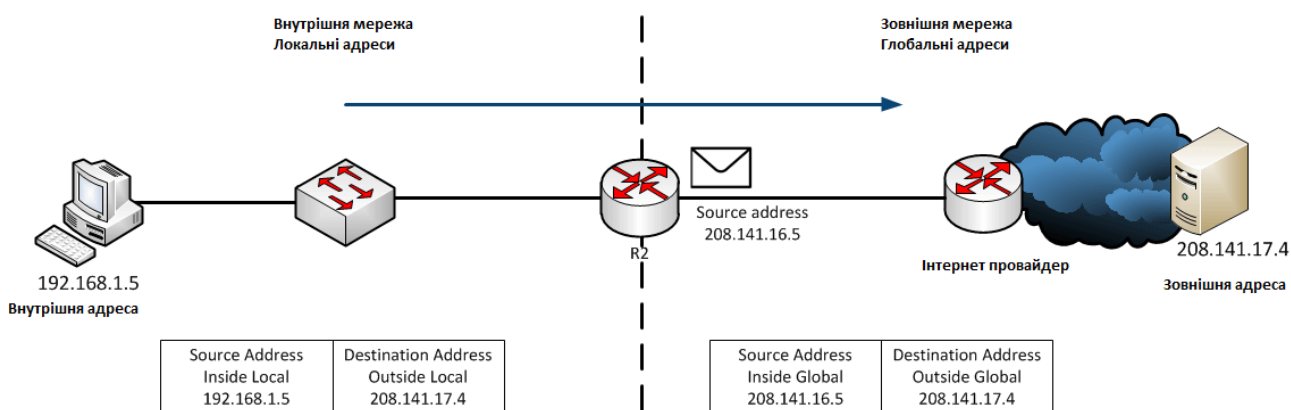 Внутрішня мережа
Локальні адреси
Зовнішня мережа
Глобальні адреси
Source address
208.141.16.5
R2
192.168.1.5
Внутрішня адреса
Інтернет провайдер
208.141.17.4
Зовнішня адреса
Source Address
Inside Local
192.168.1.5
Destination Address
Outside Local
208.141.17.4
Source Address
Inside Global
208.141.16.5
Destination Address
Outside Global
208.141.17.4